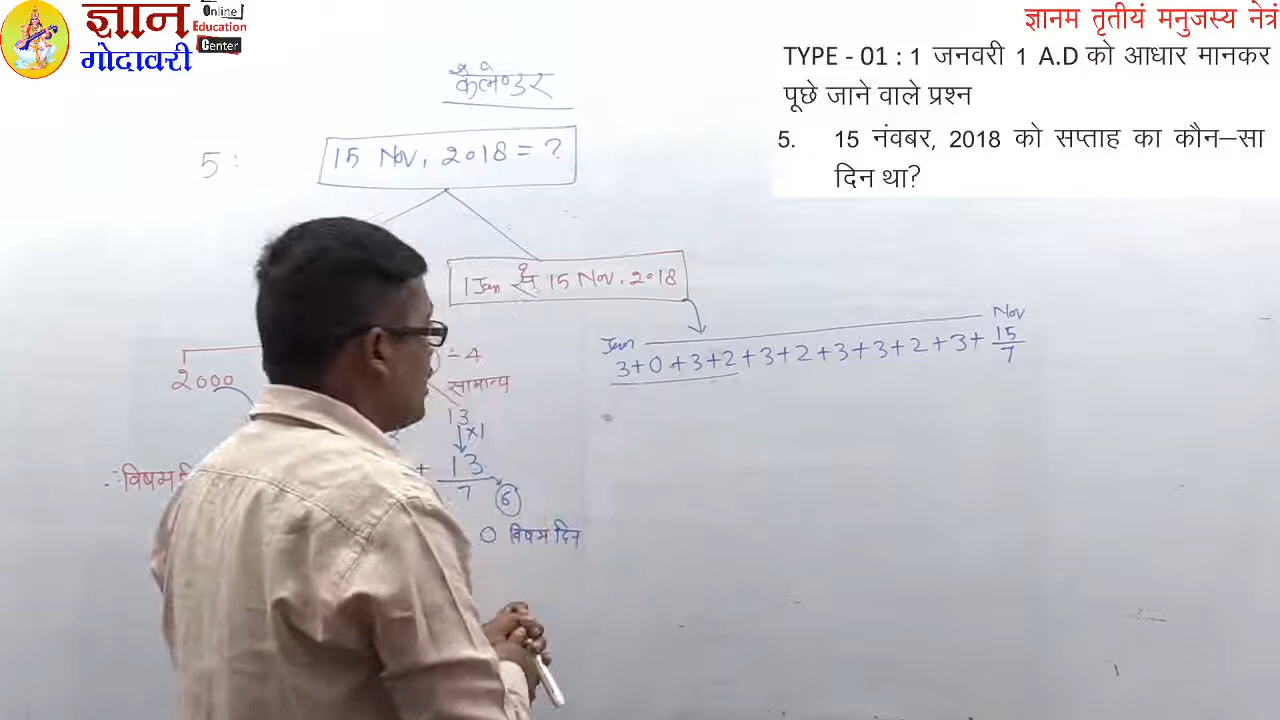 ज्ञान
गोदावरी
Online
Education
Center
ज्ञानम तृतीयं मनुजस्य नेत्रं
TYPE - 01 : 1 जनवरी 1 A.D को आधार मानकर
पूछे जाने वाले प्रश्न
5. 15 नंवबर, 2018 को सप्ताह का कौन–सा
दिन था?
कैलेण्डर
5:
15 Nov, 2018 = ?
1 Jan से 15 Nov, 2018
Jan
Nov
3+0+3+2+3+2+3+3+2+3+15/7
2000
÷4
सामान्य
13
×1
∴ विषम
+ 13/7
6
0 विषम दिन